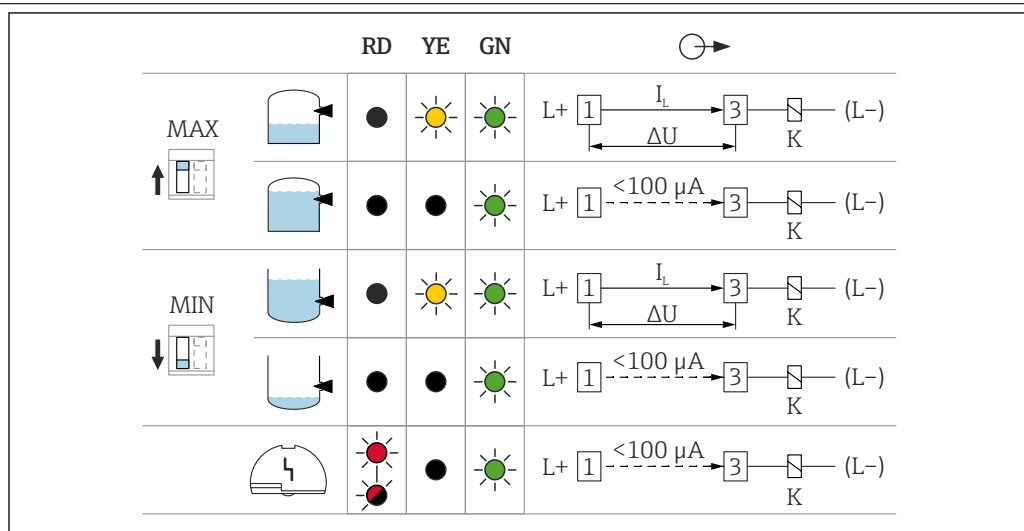 RD YE GN
MAX
L+ 1 I_L 3 (L−)
ΔU K
L+ 1 <100 μA 3 (L−)
K
MIN
L+ 1 I_L 3 (L−)
ΔU K
L+ 1 <100 μA 3 (L−)
K
L+ 1 <100 μA 3 (L−)
K